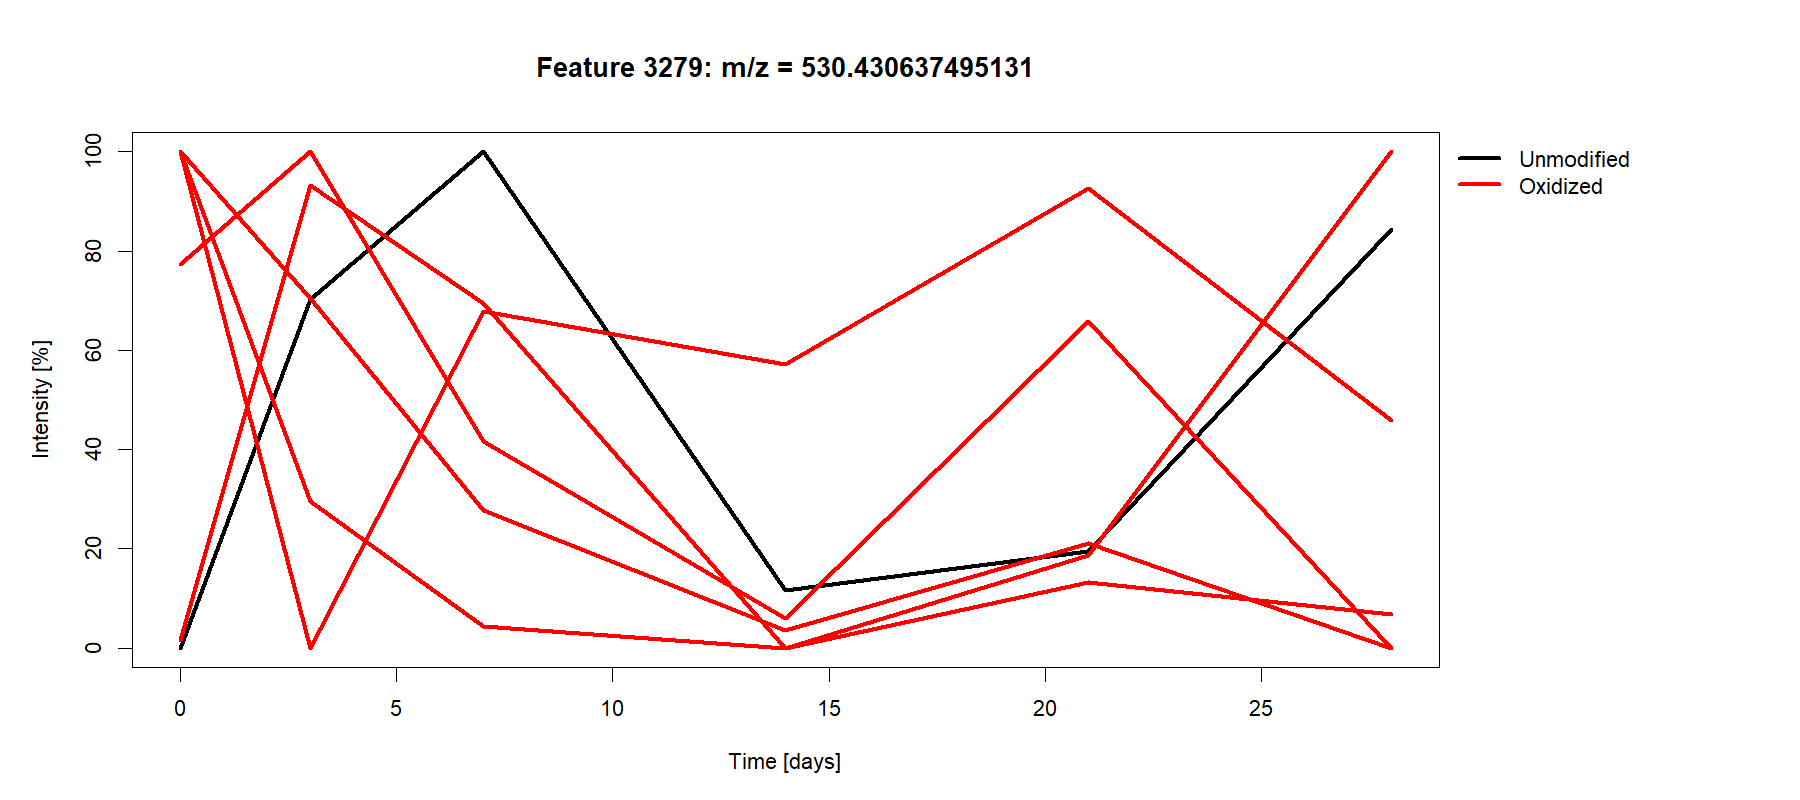 Feature 3279: m/z = 530.430637495131
Unmodified
Oxidized
Intensity [%]
100
80
60
40
20
0
0 5 10 15 20 25
Time [days]